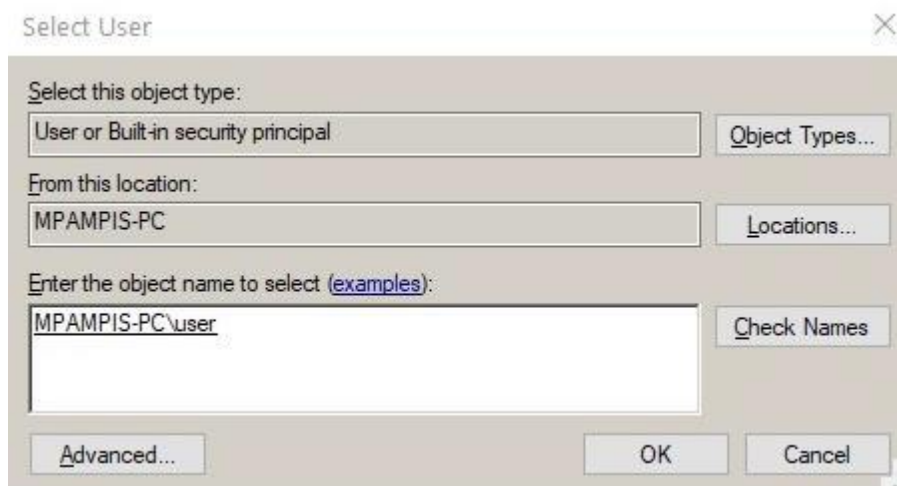 Select User
Select this object type:
User or Built-in security principal
Object Types...
From this location:
MPAMPIS-PC
Locations...
Enter the object name to select (examples):
MPAMPIS-PC\user
Check Names
Advanced...
OK
Cancel